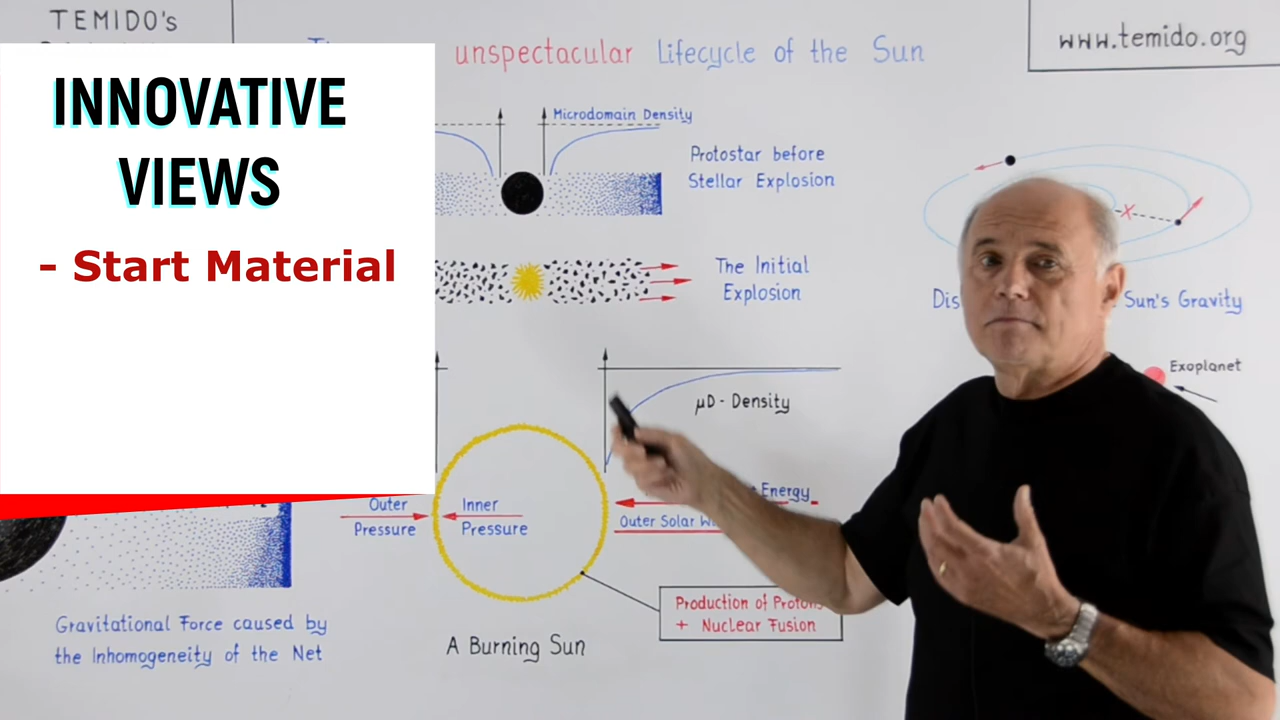 TEMIDO's
INNOVATIVE
VIEWS
- Start Material
unspectacular Lifecycle of the Sun
www.temido.org
Microdomain Density
Protostar before
Stellar Explosion
The Initial
Explosion
Sun's Gravity
Exoplanet
μD - Density
Energy
Outer Solar
Outer
Pressure
Inner
Pressure
Production of Protons
+ Nuclear Fusion
A Burning Sun
Gravitational Force caused by
the Inhomogeneity of the Net